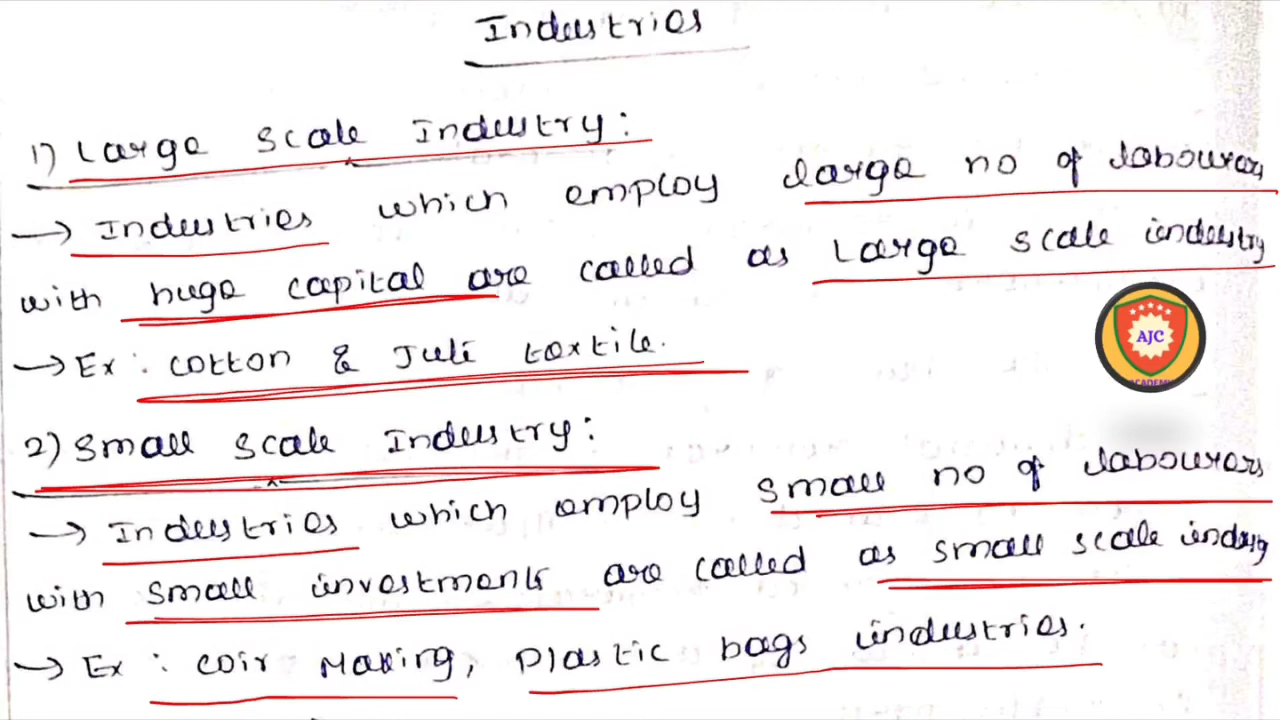 Industries
1) Large Scale Industry:
→ Industries which employ large no of labourers
with huge capital are called as Large scale industry
AJC
ACADEMY
→ Ex: cotton & Jute textile.
2) Small Scale Industry:
→ Industries which employ small no of labourers
with small investments are called as small scale industry
→ Ex: coir Making, Plastic bags industries.